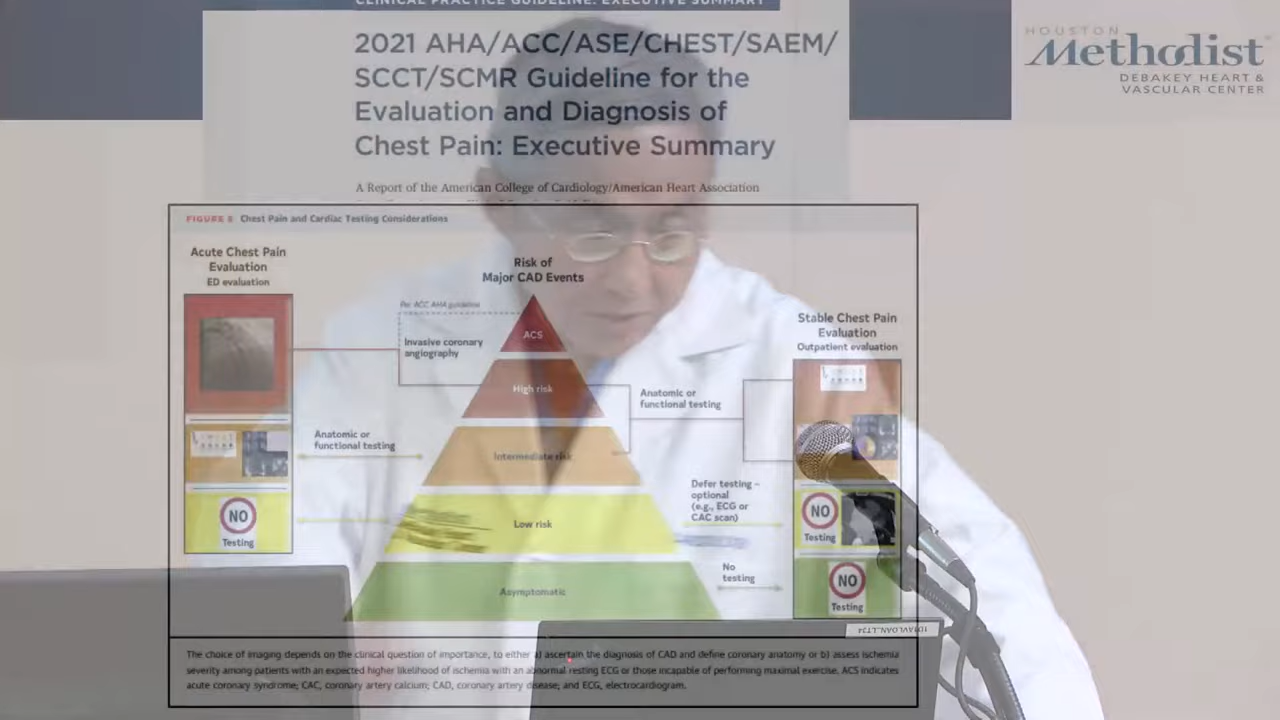 CLINICAL PRACTICE GUIDELINE: EXECUTIVE SUMMARY
2021 AHA/ACC/ASE/CHEST/SAEM/
SCCT/SCMR Guideline for the
Evaluation and Diagnosis of
Chest Pain: Executive Summary
A Report of the American College of Cardiology/American Heart Association
HOUSTON
Methodist
DEBAKEY HEART &
VASCULAR CENTER
Chest Pain and Cardiac Testing Considerations
Acute Chest Pain
Evaluation
ED evaluation
NO
Testing
Anatomic or
functional testing
Per ACC AHA guideline
Invasive coronary
angiography
Risk of
Major CAD Events
ACS
High risk
Intermediate risk
Low risk
Asymptomatic
Anatomic or
functional testing
Defer testing –
optional
(e.g., ECG or
CAC scan)
No
testing
Stable Chest Pain
Evaluation
Outpatient evaluation
NO
Testing
NO
Testing
The choice of imaging depends on the clinical question of importance, to either a) ascertain the diagnosis of CAD and define coronary anatomy or b) assess ischemia
severity among patients with an expected higher likelihood of ischemia with an abnormal resting ECG or those incapable of performing maximal exercise. ACS indicates
acute coronary syndrome; CAC, coronary artery calcium; CAD, coronary artery disease; and ECG, electrocardiogram.